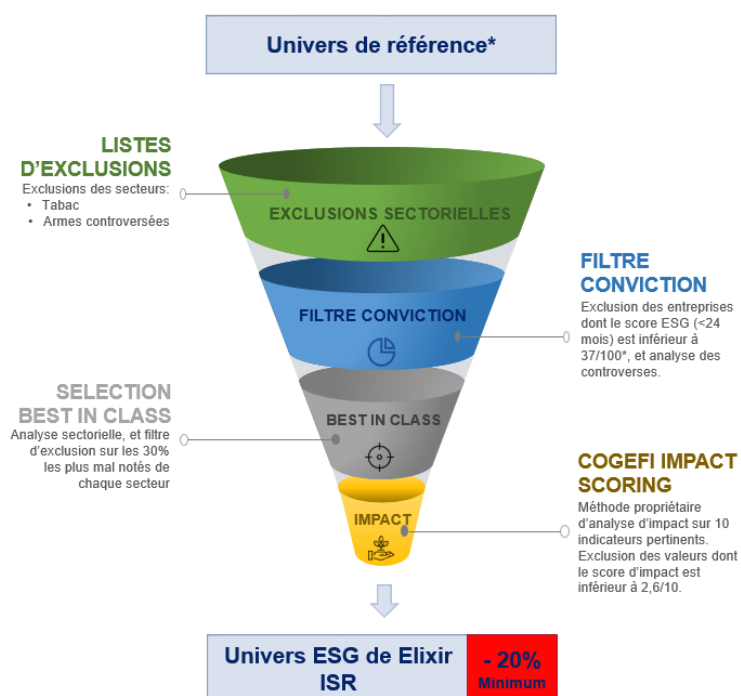 Univers de référence*
LISTES
D'EXCLUSIONS
Exclusions des secteurs:
• Tabac
• Armes controversées
EXCLUSIONS SECTORIELLES
FILTRE CONVICTION
FILTRE
CONVICTION
Exclusion des entreprises
dont le score ESG (<24
mois) est inférieur à
37/100*, et analyse des
controverses.
SELECTION
BEST IN CLASS
Analyse sectorielle, et filtre
d'exclusion sur les 30%
les plus mal notés de
chaque secteur
BEST IN CLASS
IMPACT
COGEFI IMPACT
SCORING
Méthode propriétaire
d'analyse d'impact sur 10
indicateurs pertinents.
Exclusion des valeurs dont
le score d'impact est
inférieur à 2,6/10.
Univers ESG de Elixir
ISR
- 20%
Minimum